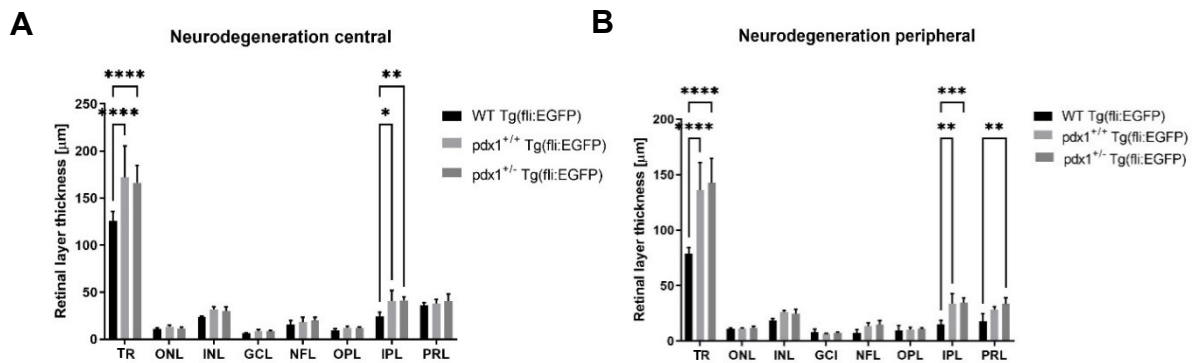 A
Neurodegeneration central
****
****
**
*
250
200
150
100
50
0
Retinal layer thickness [µm]
TR ONL INL GCL NFL OPL IPL PRL
WT Tg(fli:EGFP)
pdx1+/+ Tg(fli:EGFP)
pdx1+/- Tg(fli:EGFP)
B
Neurodegeneration peripheral
****
****
***
**
**
200
150
100
50
0
Retinal layer thickness [µm]
TR ONL INL GCI NFL OPL IPL PRL
WT Tg(fli:EGFP)
pdx1+/+ Tg(fli:EGFP)
pdx1+/- Tg(fli:EGFP)